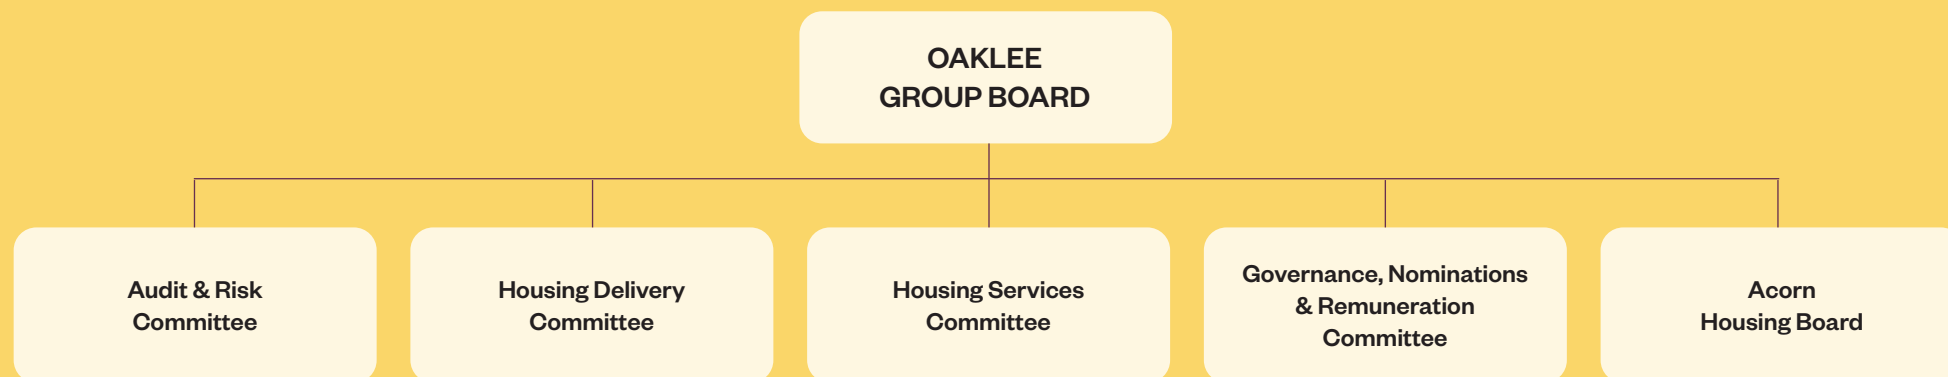 OAKLEE
GROUP BOARD
Audit & Risk
Committee
Housing Delivery
Committee
Housing Services
Committee
Governance, Nominations
& Remuneration
Committee
Acorn
Housing Board